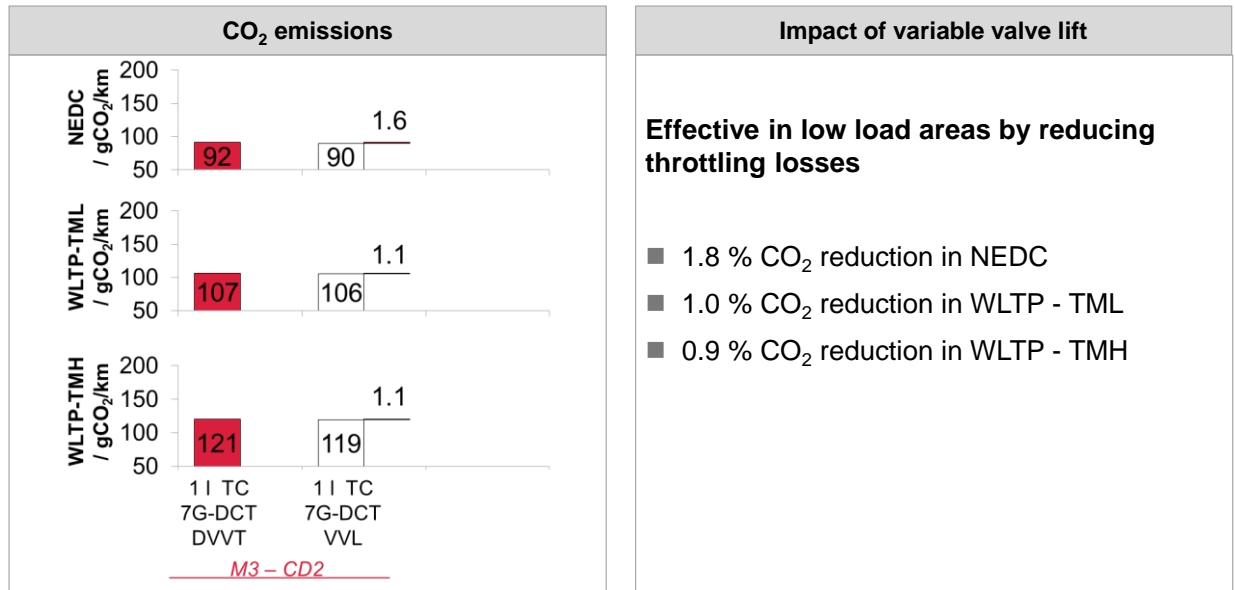 CO₂ emissions
NEDC
/ gCO₂/km
200
150
100
50
92
90
1.6
WLTP-TML
/ gCO₂/km
200
150
100
50
107
106
1.1
WLTP-TMH
/ gCO₂/km
200
150
100
50
121
119
1.1
1 l TC
7G-DCT
DVVT
1 l TC
7G-DCT
VVL
M3 – CD2
Impact of variable valve lift
Effective in low load areas by reducing
throttling losses
■ 1.8 % CO₂ reduction in NEDC
■ 1.0 % CO₂ reduction in WLTP - TML
■ 0.9 % CO₂ reduction in WLTP - TMH